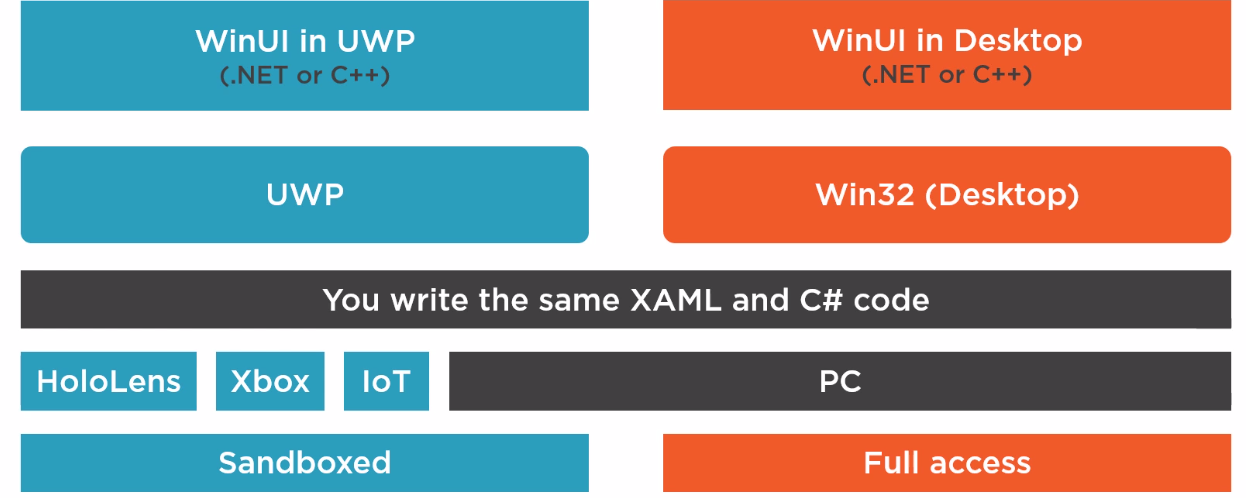 WinUI in UWP
(.NET or C++)
WinUI in Desktop
(.NET or C++)
UWP
Win32 (Desktop)
You write the same XAML and C# code
HoloLens
Xbox
IoT
PC
Sandboxed
Full access